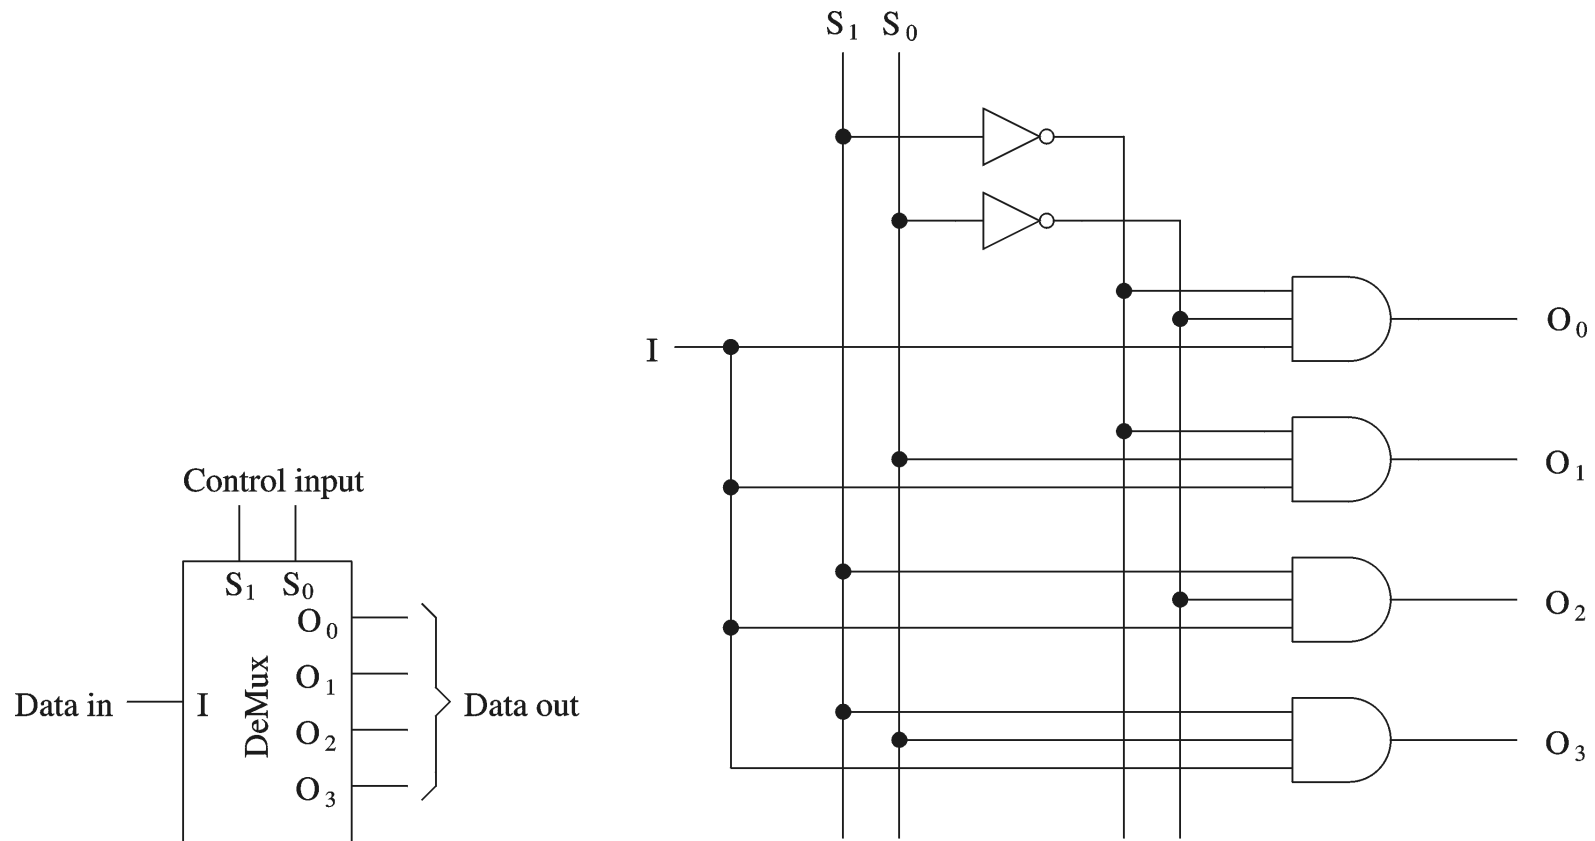 Control input
S1 S0
Data in
I
DeMux
O0
O1
O2
O3
Data out
S1 S0
I
O0
O1
O2
O3